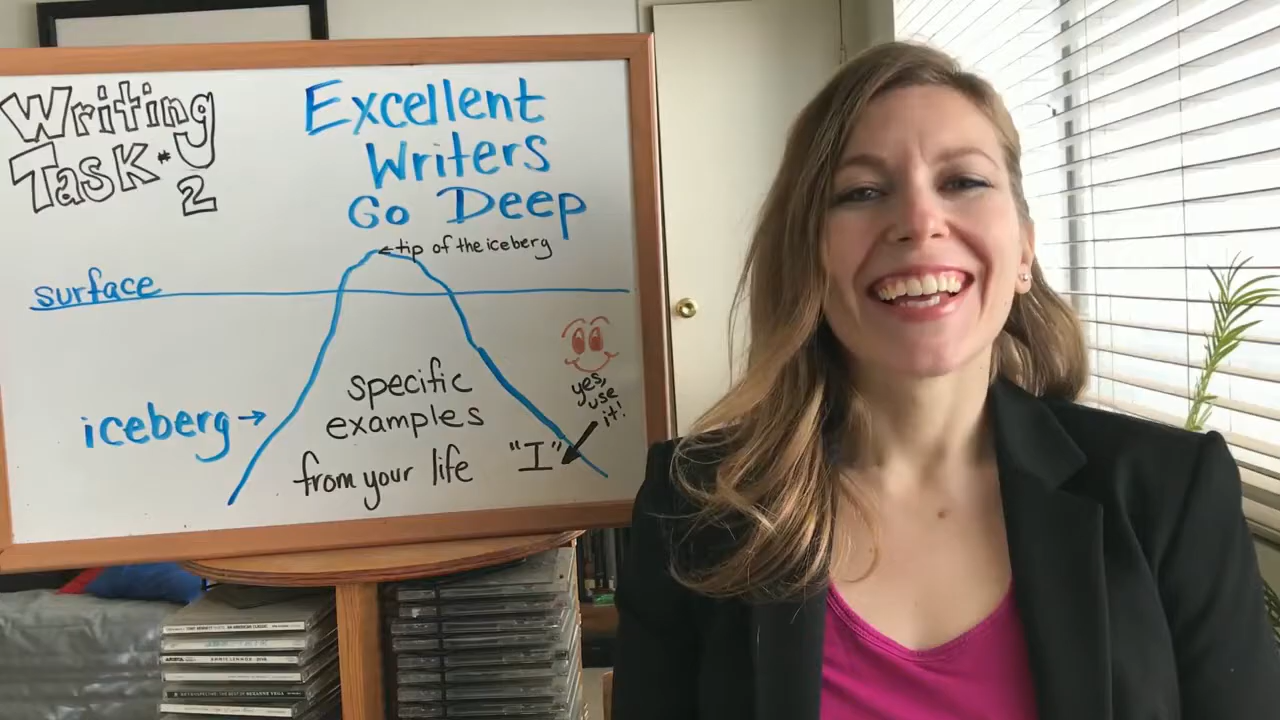 Writing
Task #2
Excellent
Writers
Go Deep
←tip of the iceberg
surface
iceberg→
specific
examples
from your life
"I"
yes,
use
it!